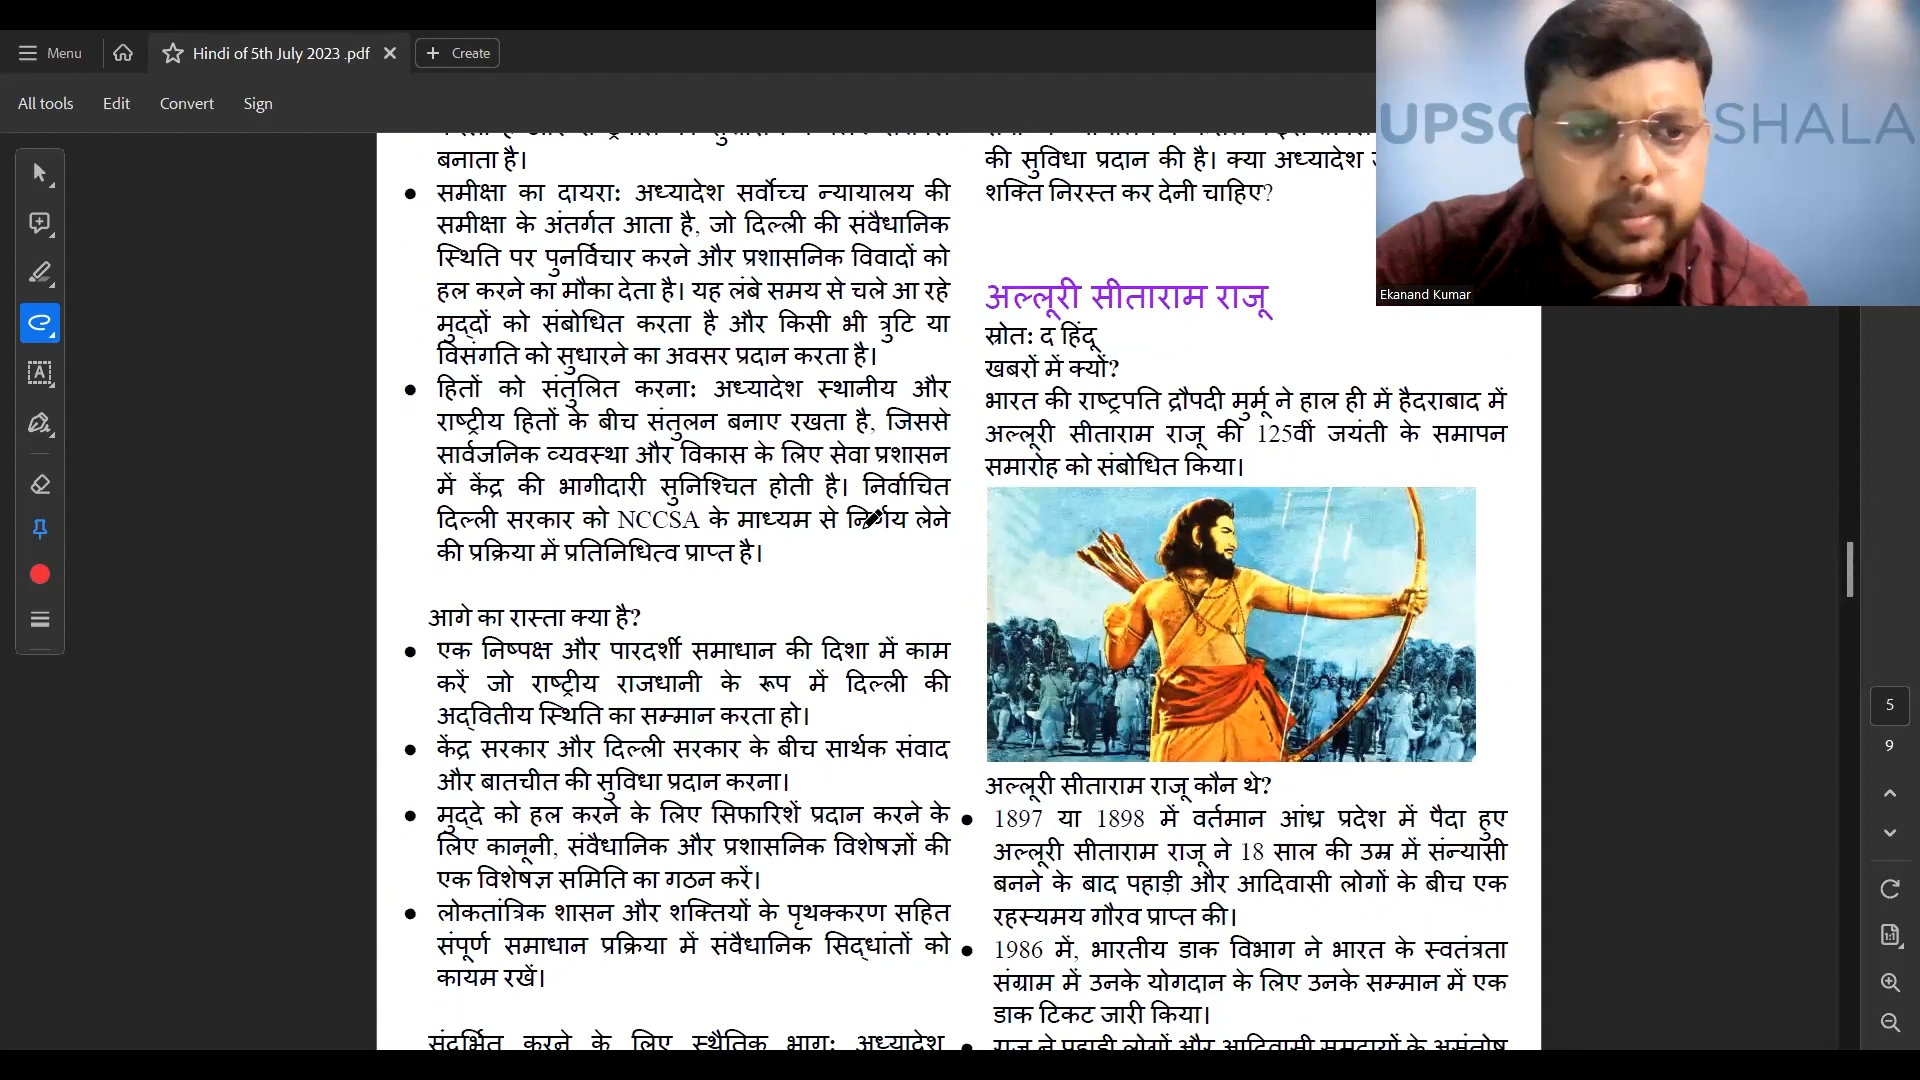 Menu
Hindi of 5th July 2023 .pdf
Create
All tools
Edit
Convert
Sign
UPSC
SHALA
Ekanand Kumar
बनाता है।
समीक्षा का दायरा: अध्यादेश सर्वोच्च न्यायालय की
समीक्षा के अंतर्गत आता है, जो दिल्ली की संवैधानिक
स्थिति पर पुनर्विचार करने और प्रशासनिक विवादों को
हल करने का मौका देता है। यह लंबे समय से चले आ रहे
मुद्दों को संबोधित करता है और किसी भी त्रुटि या
विसंगति को सुधारने का अवसर प्रदान करता है।
हितों को संतुलित करना: अध्यादेश स्थानीय और
राष्ट्रीय हितों के बीच संतुलन बनाए रखता है, जिससे
सार्वजनिक व्यवस्था और विकास के लिए सेवा प्रशासन
में केंद्र की भागीदारी सुनिश्चित होती है। निर्वाचित
दिल्ली सरकार को NCCSA के माध्यम से निर्णय लेने
की प्रक्रिया में प्रतिनिधित्व प्राप्त है।
आगे का रास्ता क्या है?
एक निष्पक्ष और पारदर्शी समाधान की दिशा में काम
करें जो राष्ट्रीय राजधानी के रूप में दिल्ली की
अद्वितीय स्थिति का सम्मान करता हो।
केंद्र सरकार और दिल्ली सरकार के बीच सार्थक संवाद
और बातचीत की सुविधा प्रदान करना।
मुद्दे को हल करने के लिए सिफारिशें प्रदान करने के
लिए कानूनी, संवैधानिक और प्रशासनिक विशेषज्ञों की
एक विशेषज्ञ समिति का गठन करें।
लोकतांत्रिक शासन और शक्तियों के पृथक्करण सहित
संपूर्ण समाधान प्रक्रिया में संवैधानिक सिद्धांतों को
कायम रखें।
संदर्भित करने के लिए स्थैतिक भाग: अध्यादेश,
की सुविधा प्रदान की है। क्या अध्यादेश
शक्ति निरस्त कर देनी चाहिए?
अल्लूरी सीताराम राजू
स्रोत: द हिंदू
खबरों में क्यों?
भारत की राष्ट्रपति द्रौपदी मुर्मू ने हाल ही में हैदराबाद में
अल्लूरी सीताराम राजू की 125वीं जयंती के समापन
समारोह को संबोधित किया।
अल्लूरी सीताराम राजू कौन थे?
1897 या 1898 में वर्तमान आंध्र प्रदेश में पैदा हुए
अल्लूरी सीताराम राजू ने 18 साल की उम्र में संन्यासी
बनने के बाद पहाड़ी और आदिवासी लोगों के बीच एक
रहस्यमय गौरव प्राप्त की।
1986 में, भारतीय डाक विभाग ने भारत के स्वतंत्रता
संग्राम में उनके योगदान के लिए उनके सम्मान में एक
डाक टिकट जारी किया।
राजू ने पहाड़ी लोगों और आदिवासी समुदायों के असंतोष
5
9